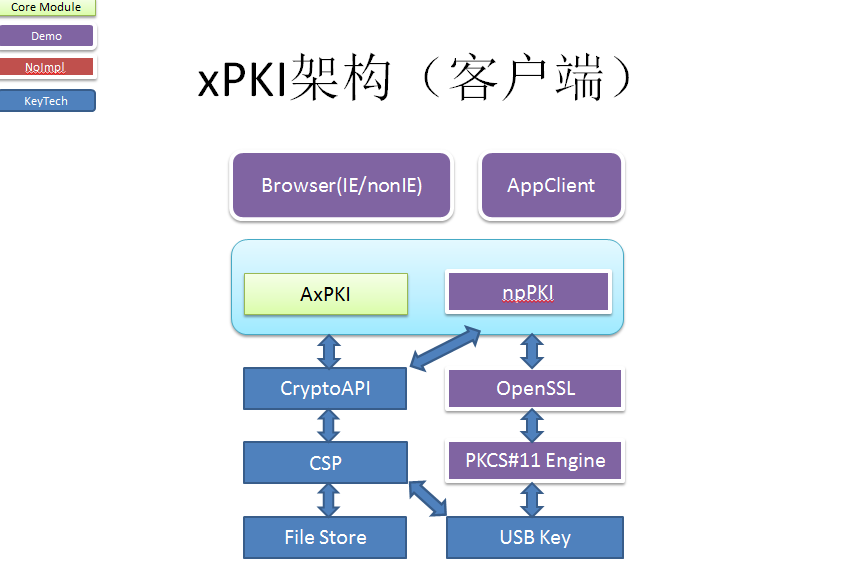 Core Module
Demo
NoImpl
KeyTech
xPKI架构（客户端）
Browser(IE/nonIE)
AppClient
AxPKI
npPKI
CryptoAPI
OpenSSL
CSP
PKCS#11 Engine
File Store
USB Key